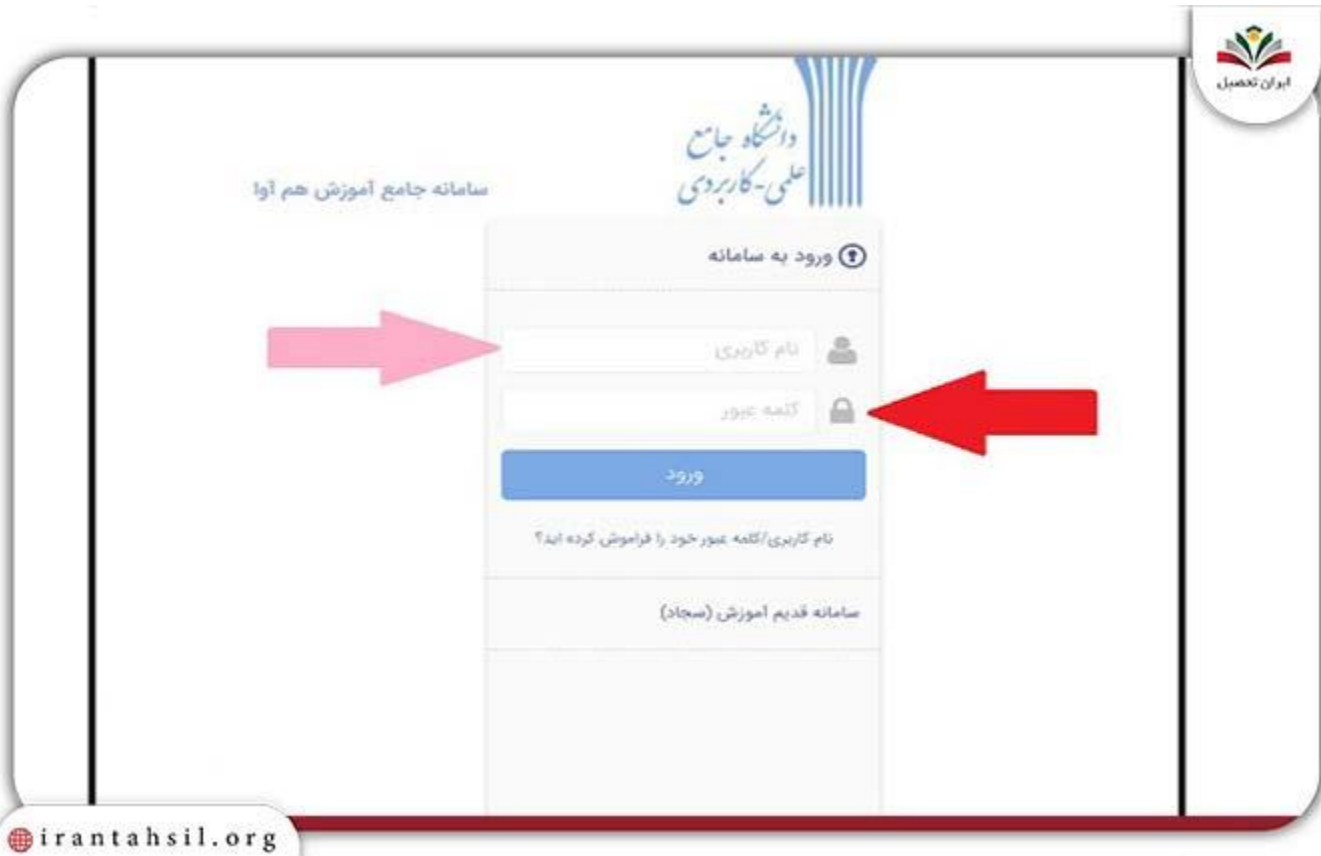 ایران تحصیل
دانشگاه جامع
علمی-کاربردی
سامانه جامع آموزش هم آوا
ورود به سامانه
نام کاربری
کلمه عبور
ورود
نام کاربری/کلمه عبور خود را فراموش کرده اید؟
سامانه قدیم آموزش (سجاد)
irantahsil.org